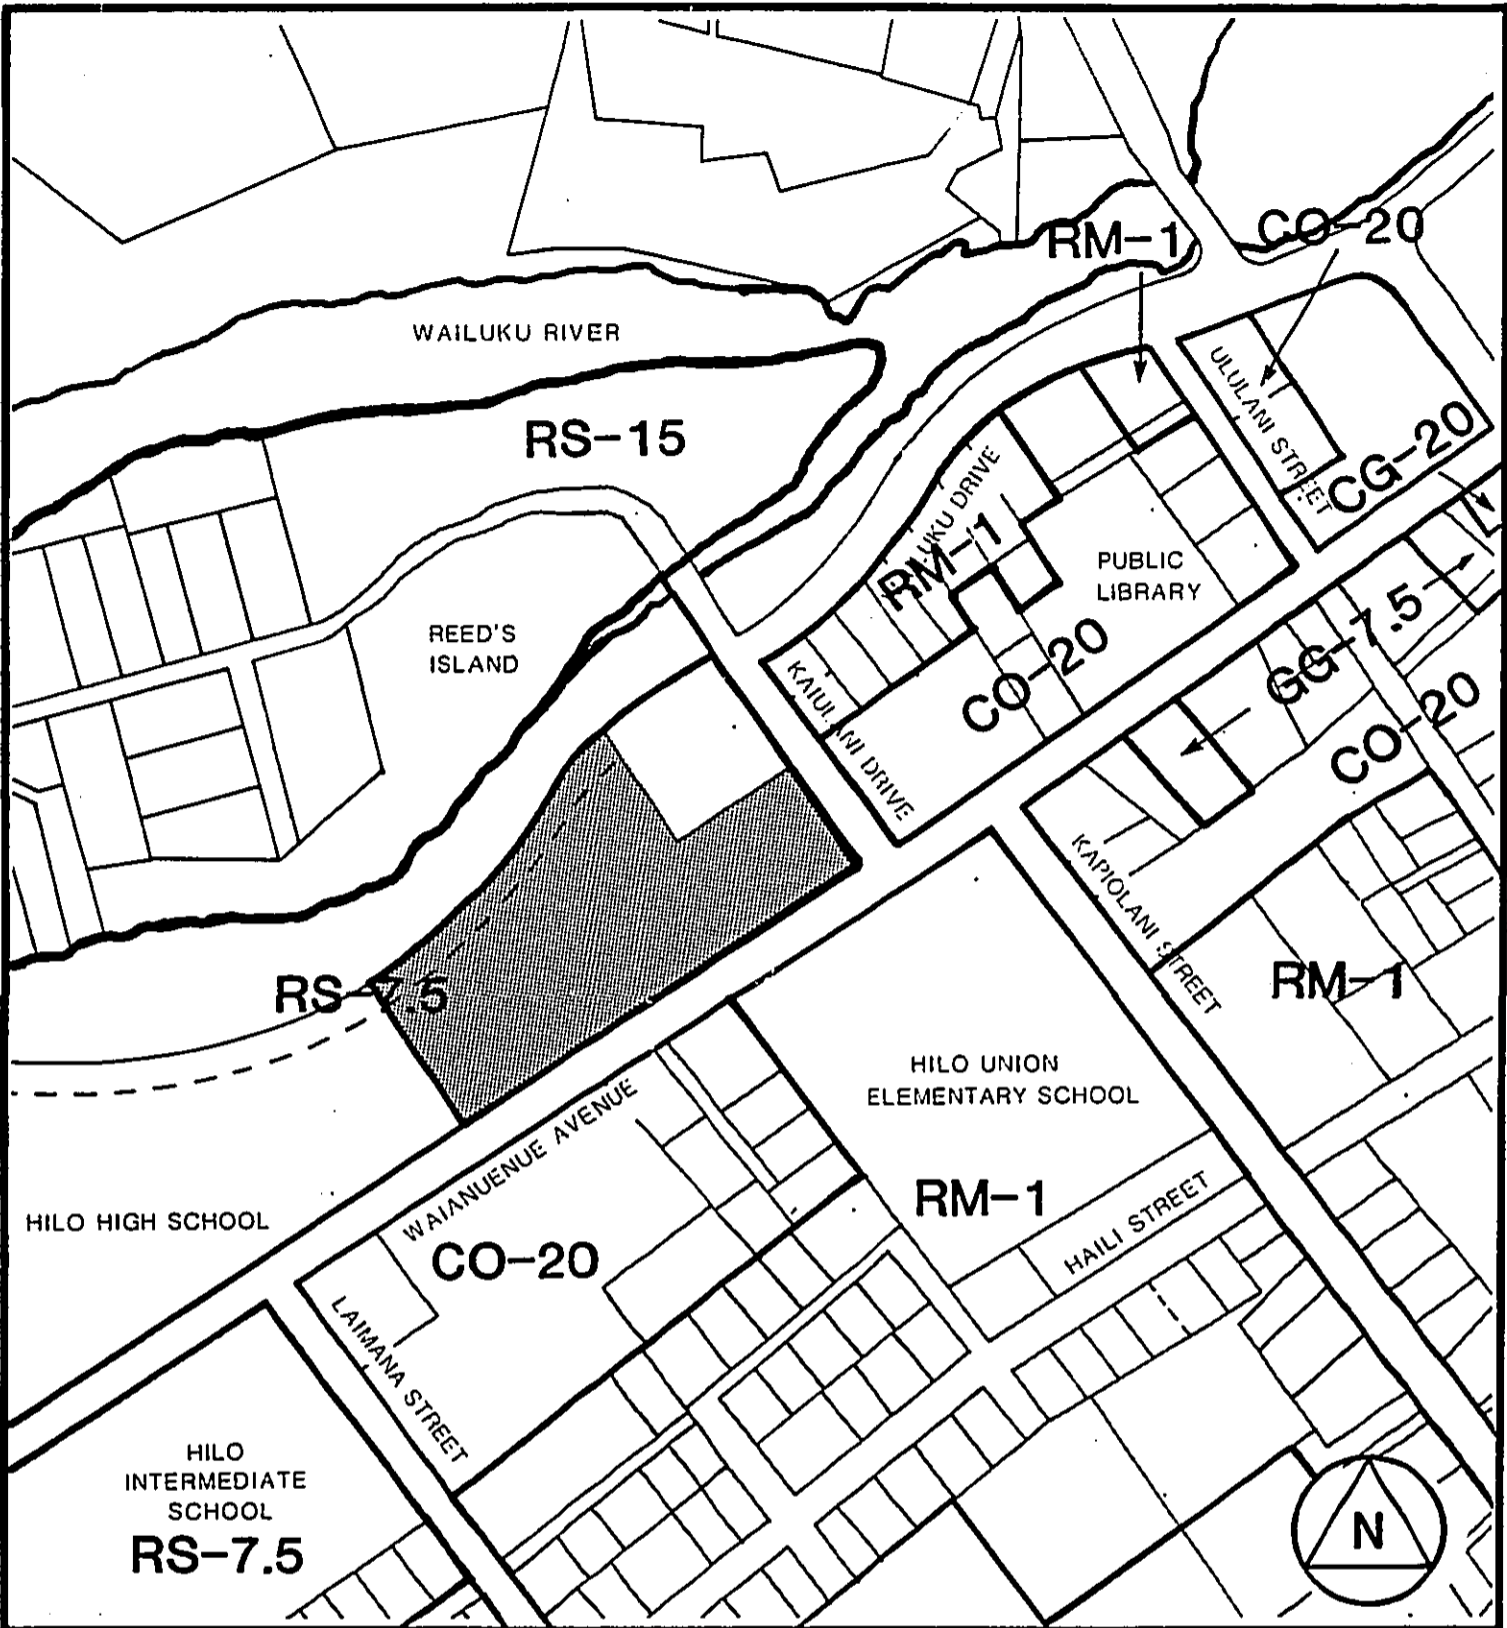 RM-1
CO-20
WAILUKU RIVER
ULULANI STREET
RS-15
CG-20
WAILUKU DRIVE
RM-1
PUBLIC
LIBRARY
REED'S
ISLAND
GG-7.5
CO-20
KAIULANI DRIVE
CO-20
KAPIOLANI STREET
RS-7.5
RM-1
HILO UNION
ELEMENTARY SCHOOL
WAIANUENUE AVENUE
HILO HIGH SCHOOL
RM-1
HAILI STREET
CO-20
LAIMANA STREET
HILO
INTERMEDIATE
SCHOOL
RS-7.5
N